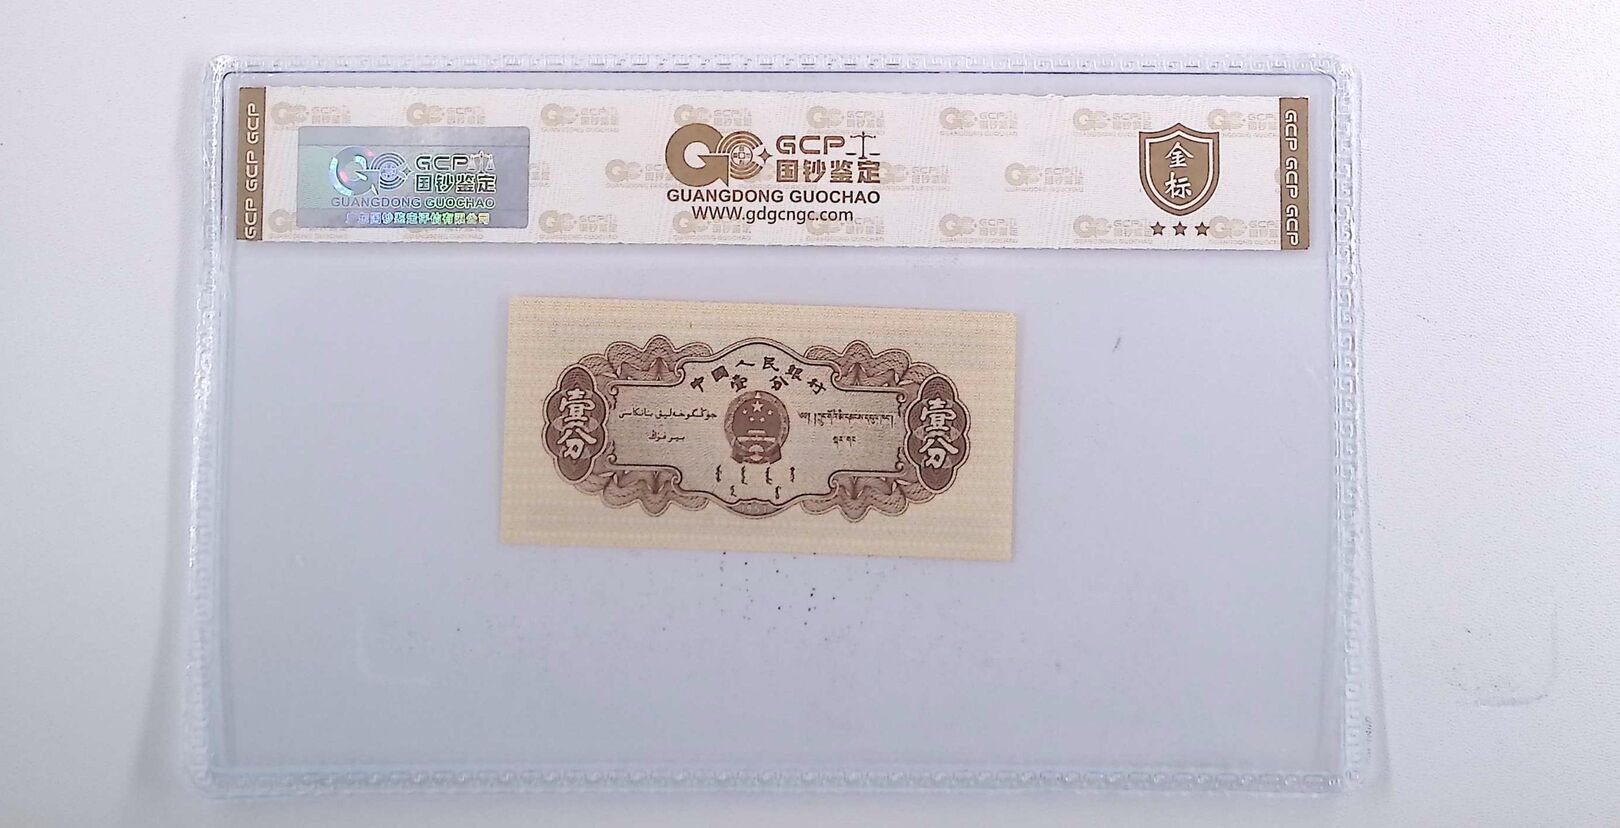 GCP GCP GCP
GCP
国钞鉴定
GUANGDONG GUOCHAO
广东国钞鉴定评估有限公司
GCP
国钞鉴定
GUANGDONG GUOCHAO
WWW.gdgcngc.com
金标
GCP GCP GCP
中国人民银行
壹分
壹分
壹分
1953